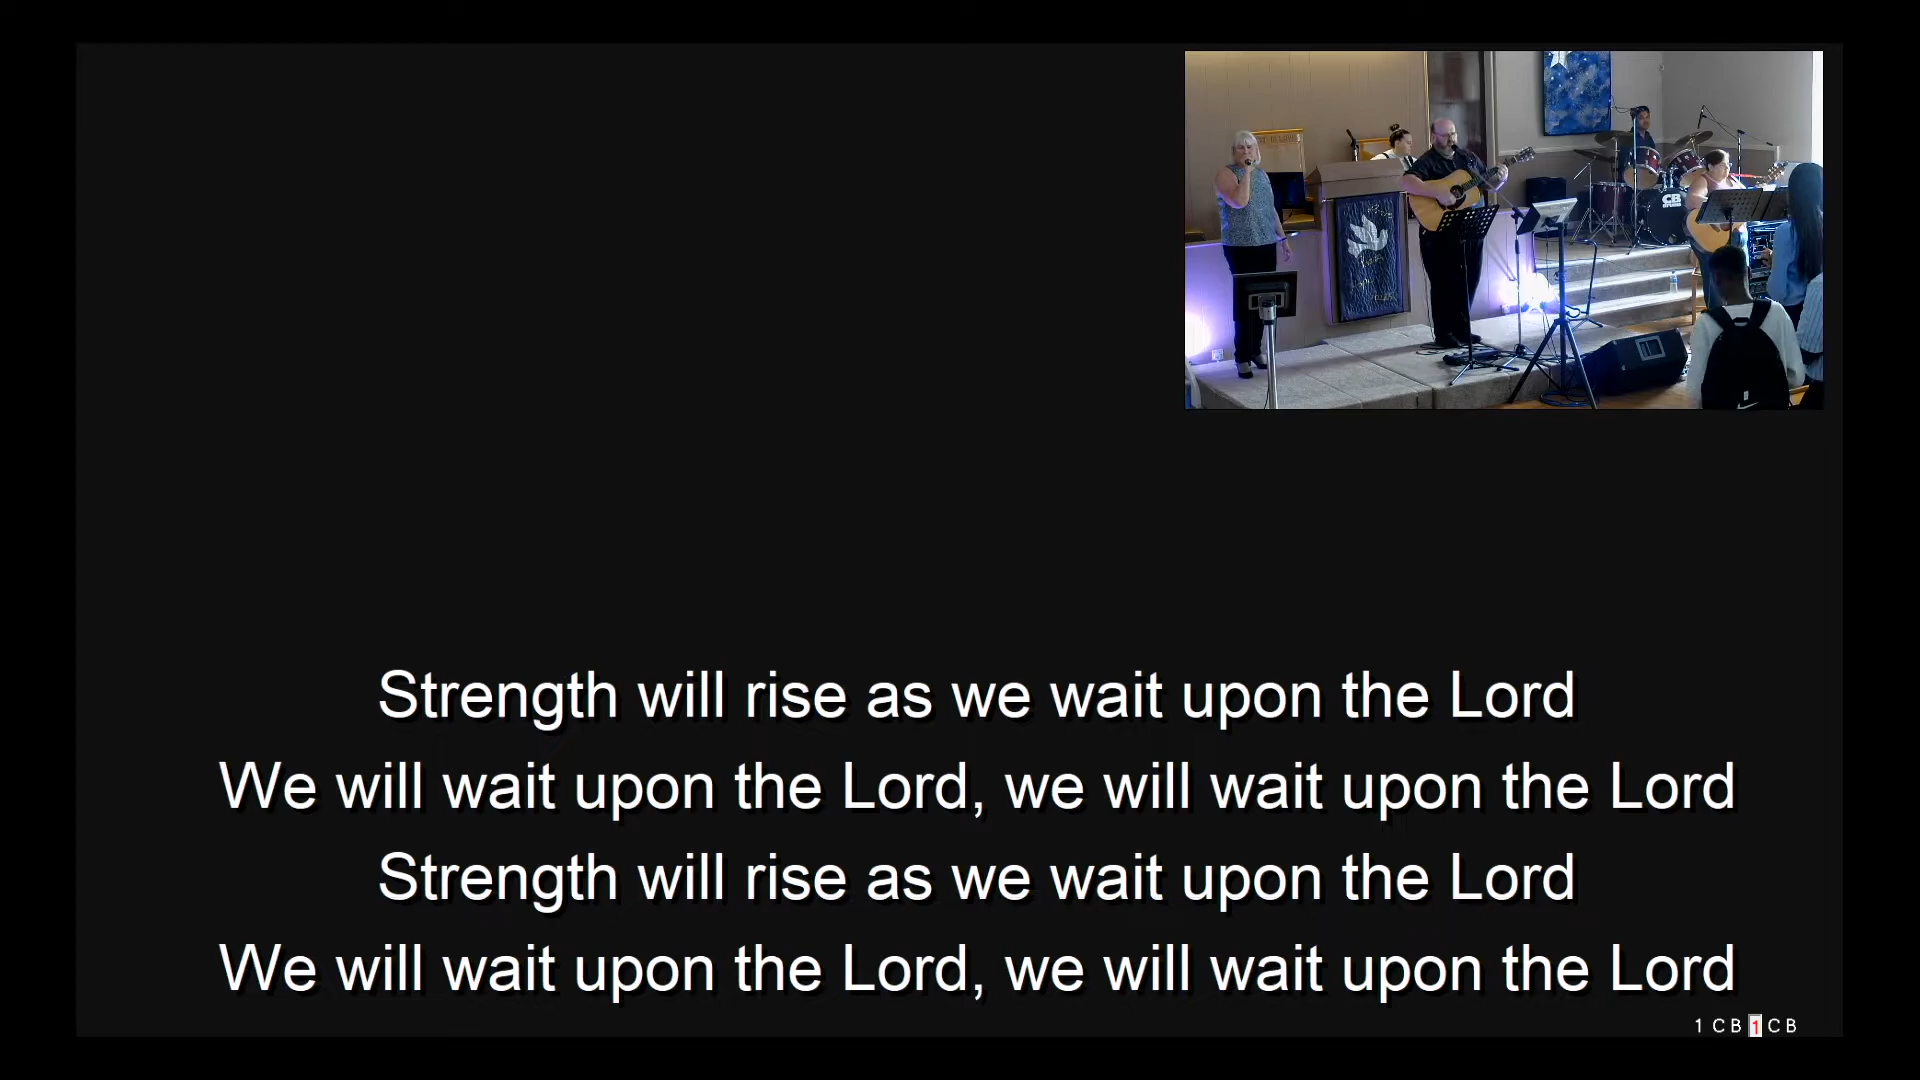 CB
drums
Strength will rise as we wait upon the Lord
We will wait upon the Lord, we will wait upon the Lord
Strength will rise as we wait upon the Lord
We will wait upon the Lord, we will wait upon the Lord
1 C B 1 C B